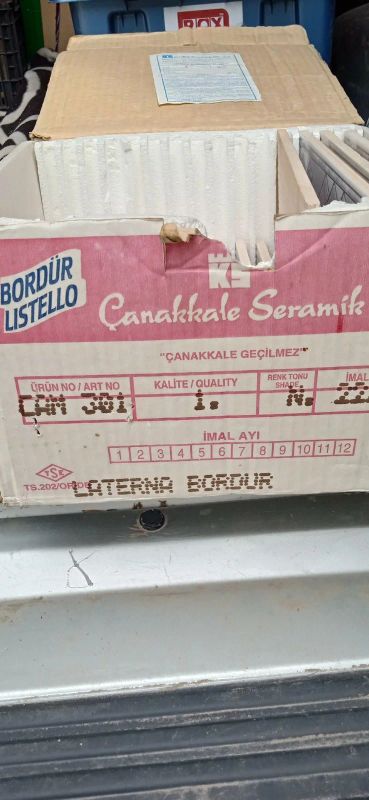 BOX
BORDÜR
LISTELLO
KS
Çanakkale Seramik
"ÇANAKKALE GEÇİLMEZ"
ÜRÜN NO / ART NO
KALİTE / QUALITY
RENK TONU
SHADE
İMAL
CAM 301
1.
N.
İMAL AYI
1 2 3 4 5 6 7 8 9 10 11 12
TSE
LATERNA BORDUR